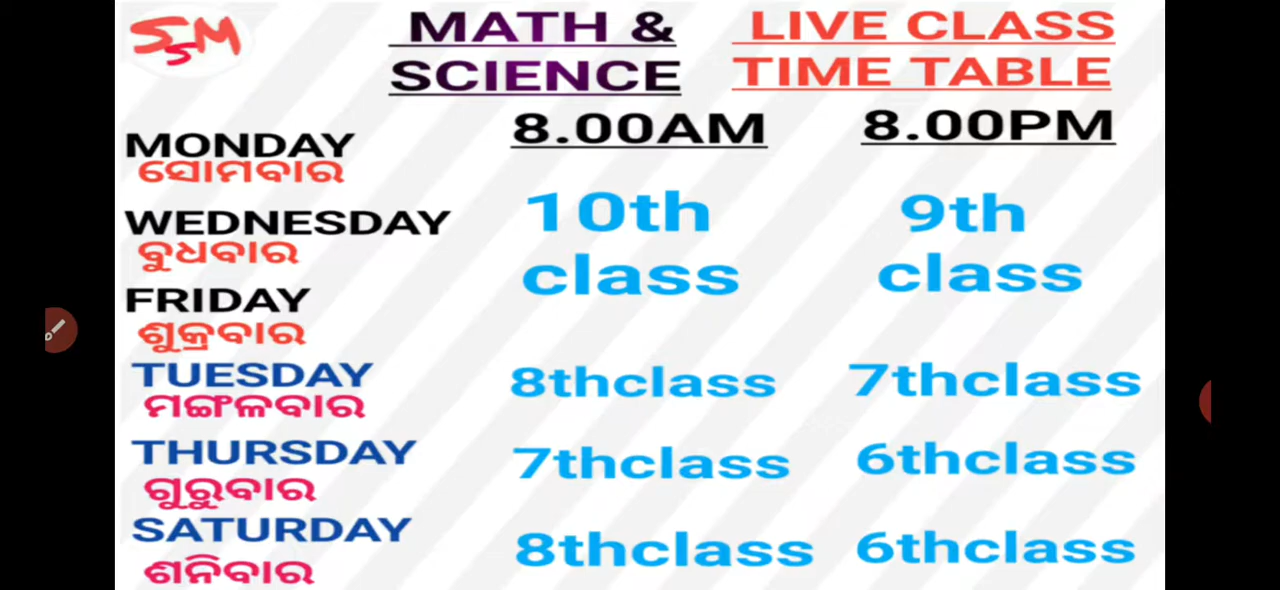 SSM
MATH &
SCIENCE
LIVE CLASS
TIME TABLE
8.00AM
8.00PM
MONDAY
ସୋମବାର
WEDNESDAY
ବୁଧବାର
FRIDAY
ଶୁକ୍ରବାର
10th
class
9th
class
TUESDAY
ମଙ୍ଗଳବାର
8thclass
7thclass
THURSDAY
ଗୁରୁବାର
7thclass
6thclass
SATURDAY
ଶନିବାର
8thclass
6thclass